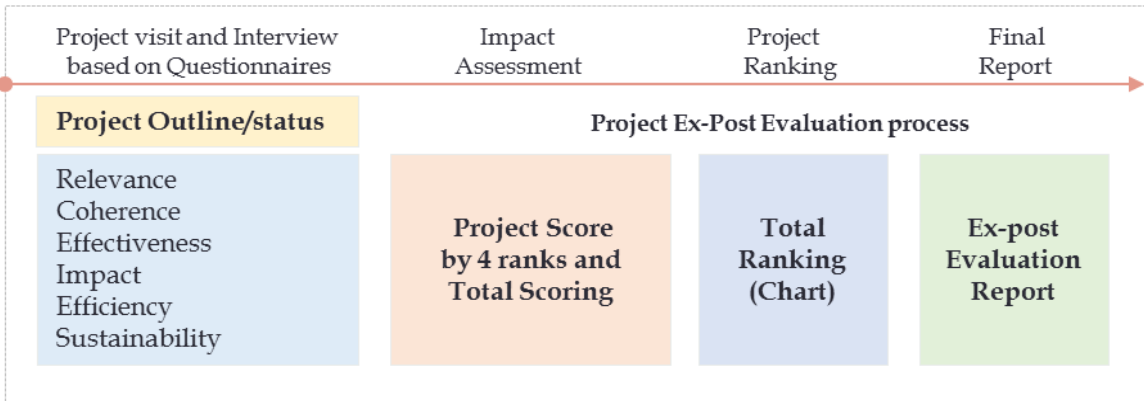 Project visit and Interview
based on Questionnaires
Impact
Assessment
Project
Ranking
Final
Report
Project Outline/status
Project Ex-Post Evaluation process
Relevance
Coherence
Effectiveness
Impact
Efficiency
Sustainability
Project Score
by 4 ranks and
Total Scoring
Total
Ranking
(Chart)
Ex-post
Evaluation
Report